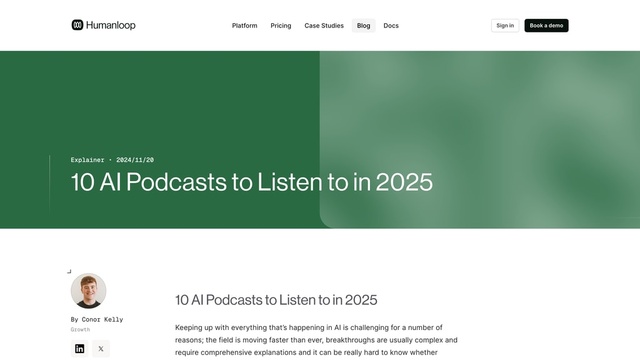 Humanloop
Platform
Pricing
Case Studies
Blog
Docs
Sign in
Book a demo
Explainer • 2024/11/20
10 AI Podcasts to Listen to in 2025
By Conor Kelly
Growth
10 AI Podcasts to Listen to in 2025
Keeping up with everything that's happening in AI is challenging for a number of
reasons; the field is moving faster than ever, breakthroughs are usually complex and
require comprehensive explanations and it can be really hard to know whether